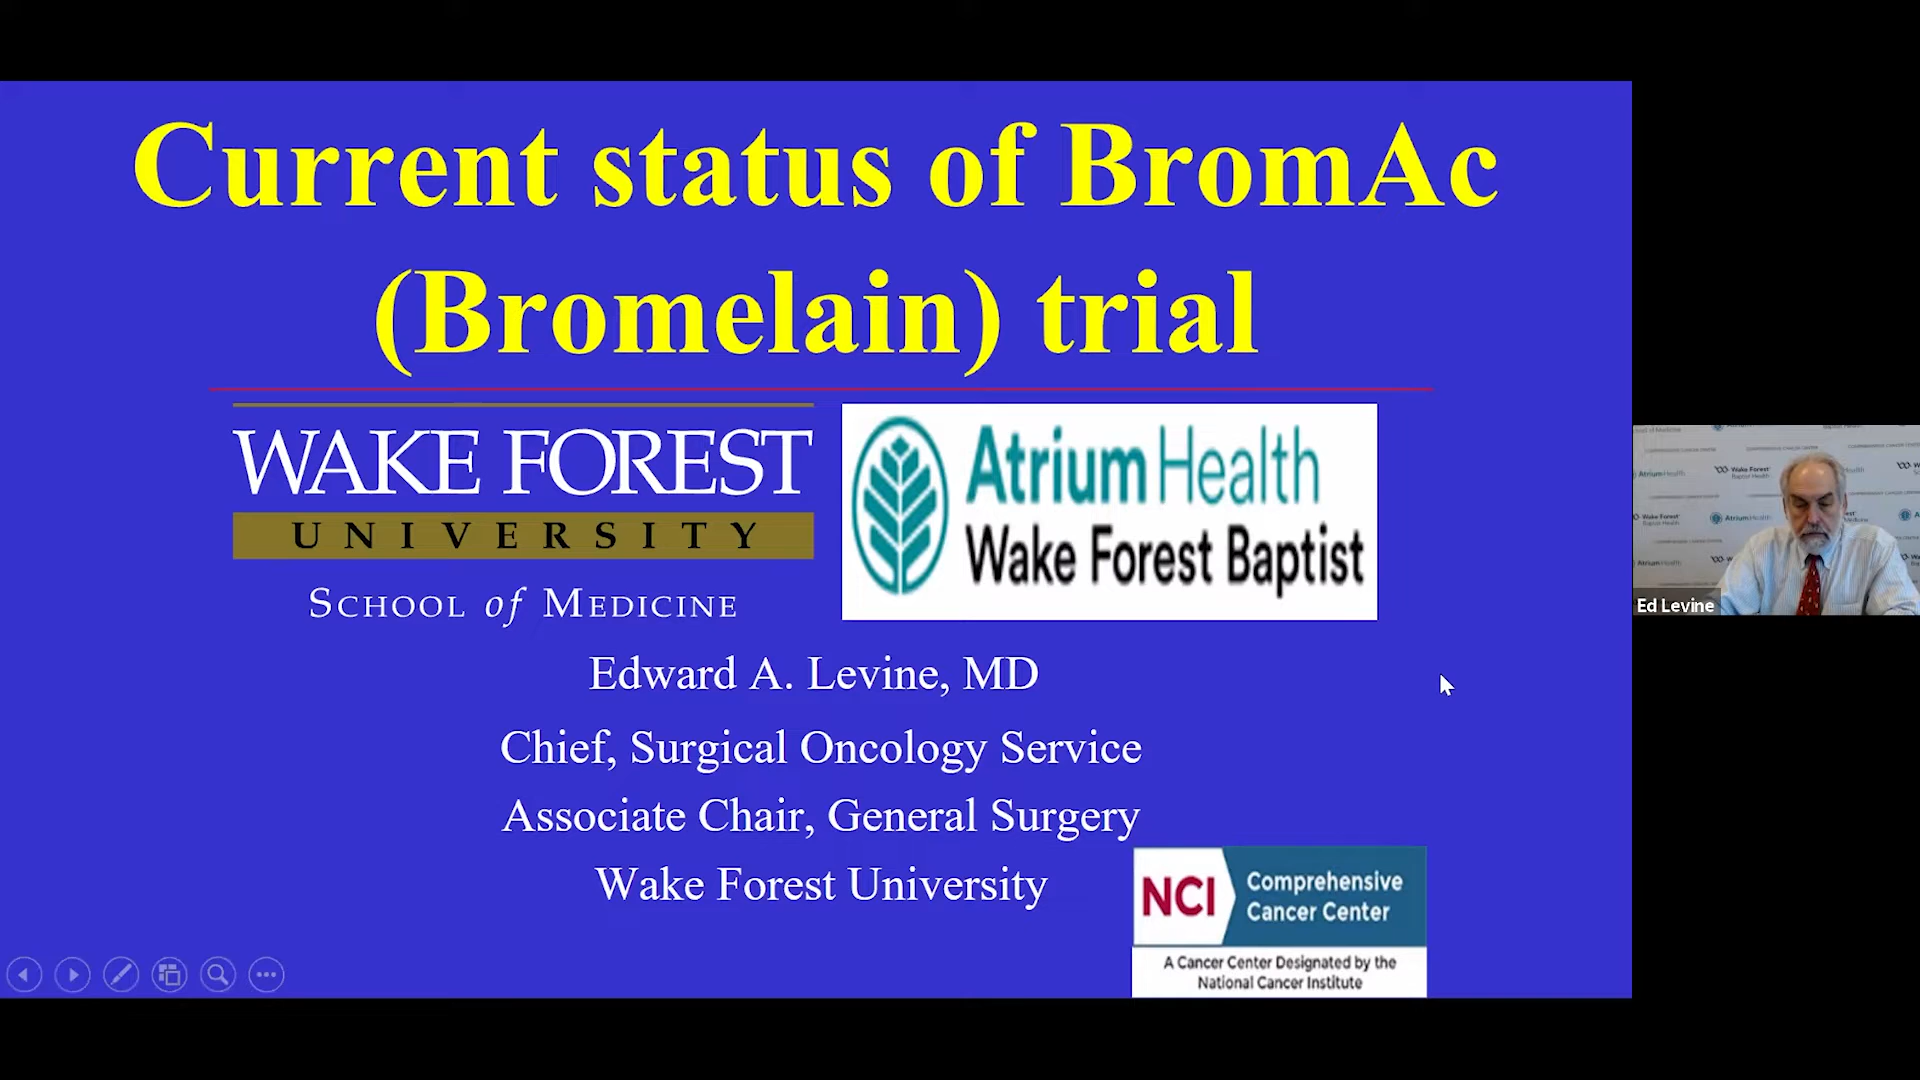 Current status of BromAc
(Bromelain) trial
WAKE FOREST
UNIVERSITY
SCHOOL of MEDICINE
Atrium Health
Wake Forest Baptist
Edward A. Levine, MD
Chief, Surgical Oncology Service
Associate Chair, General Surgery
Wake Forest University
NCI
Comprehensive
Cancer Center
A Cancer Center Designated by the
National Cancer Institute
Ed Levine